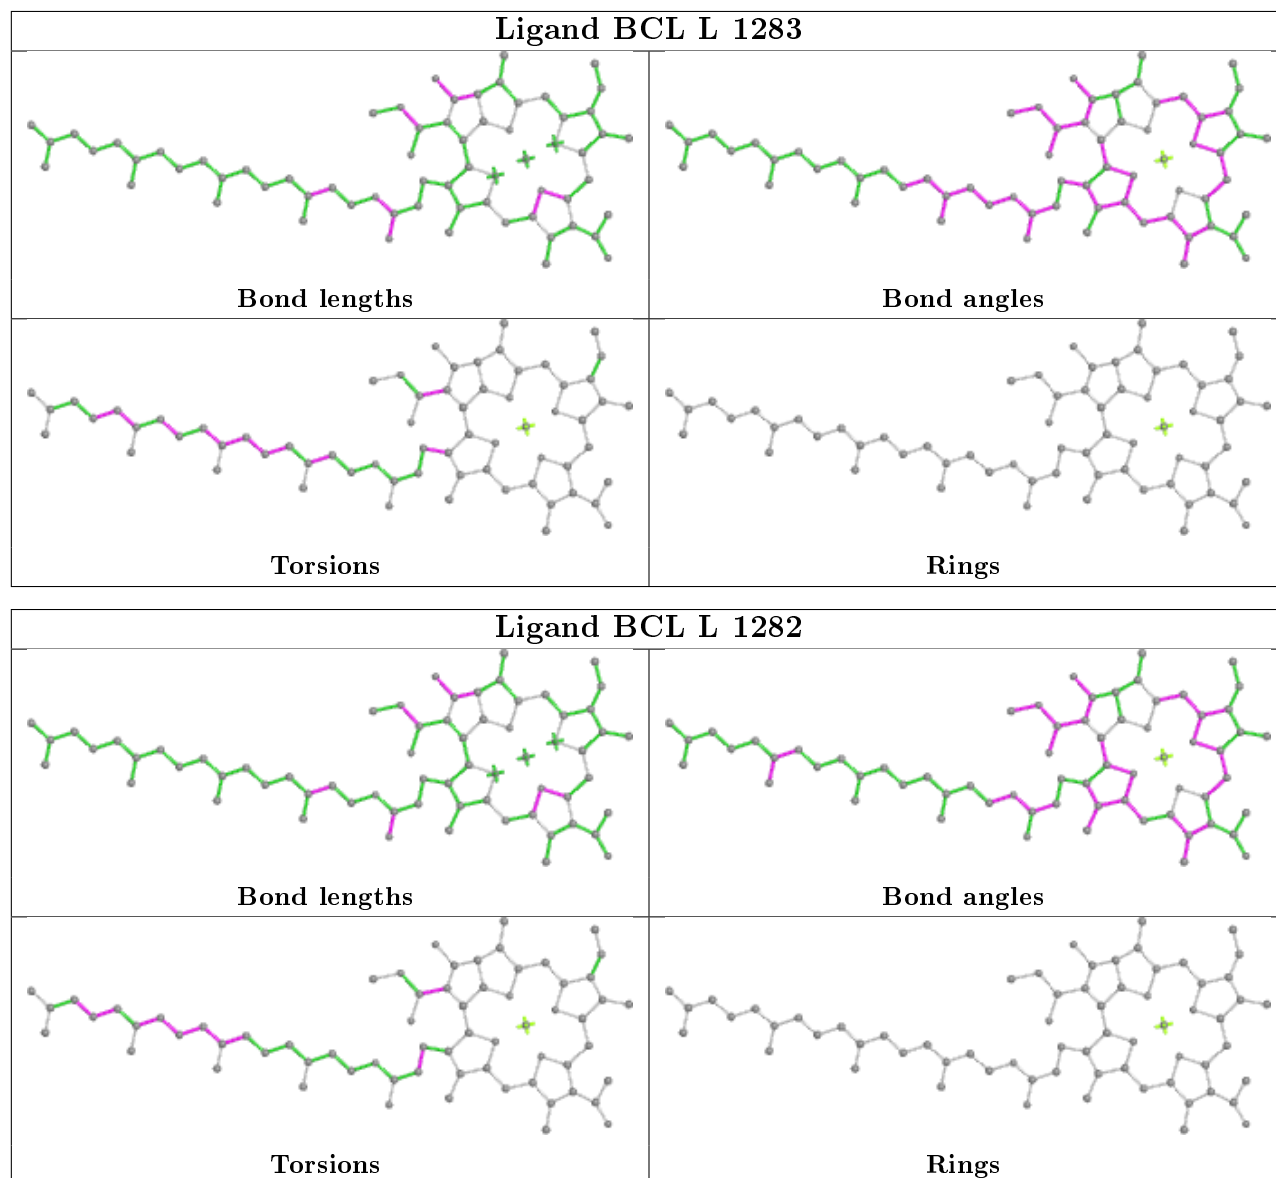 Ligand BCL L 1283
Bond lengths
Bond angles
Torsions
Rings
Ligand BCL L 1282
Bond lengths
Bond angles
Torsions
Rings